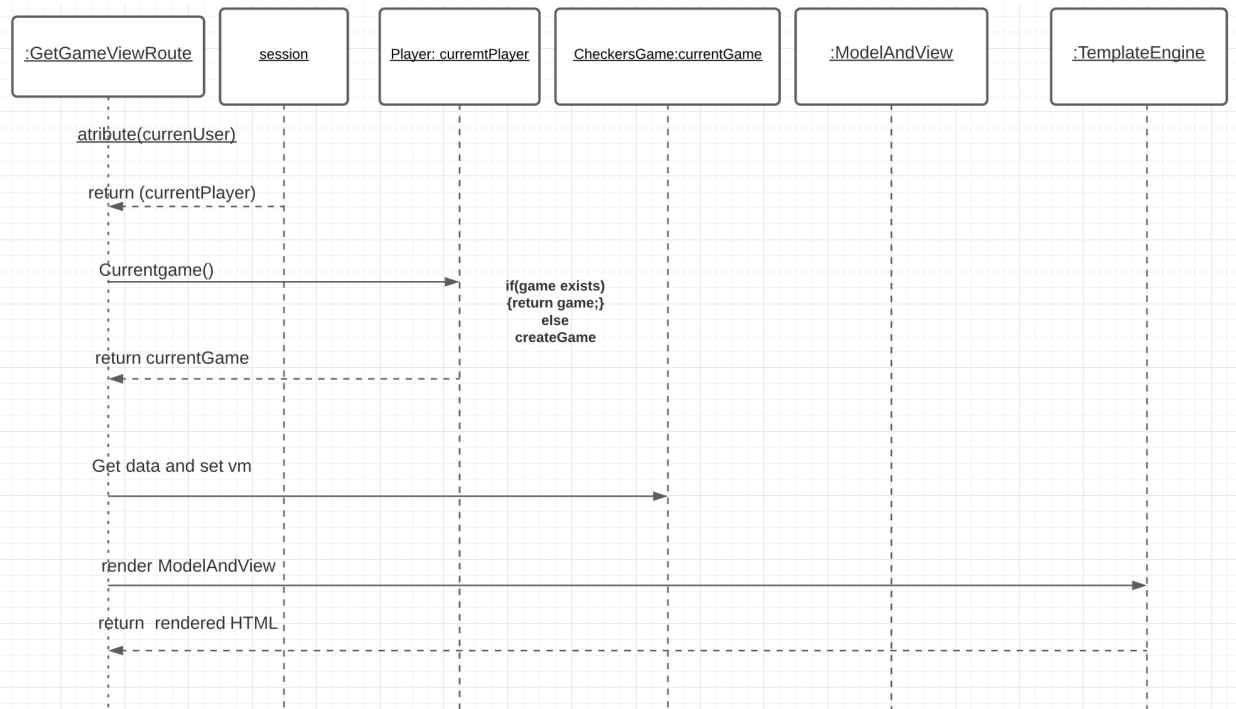 :GetGameViewRoute
session
Player: curremtPlayer
CheckersGame:currentGame
:ModelAndView
:TemplateEngine
atribute(currenUser)
return (currentPlayer)
Currentgame()
if(game exists)
{return game;}
else
createGame
return currentGame
Get data and set vm
render ModelAndView
return  rendered HTML